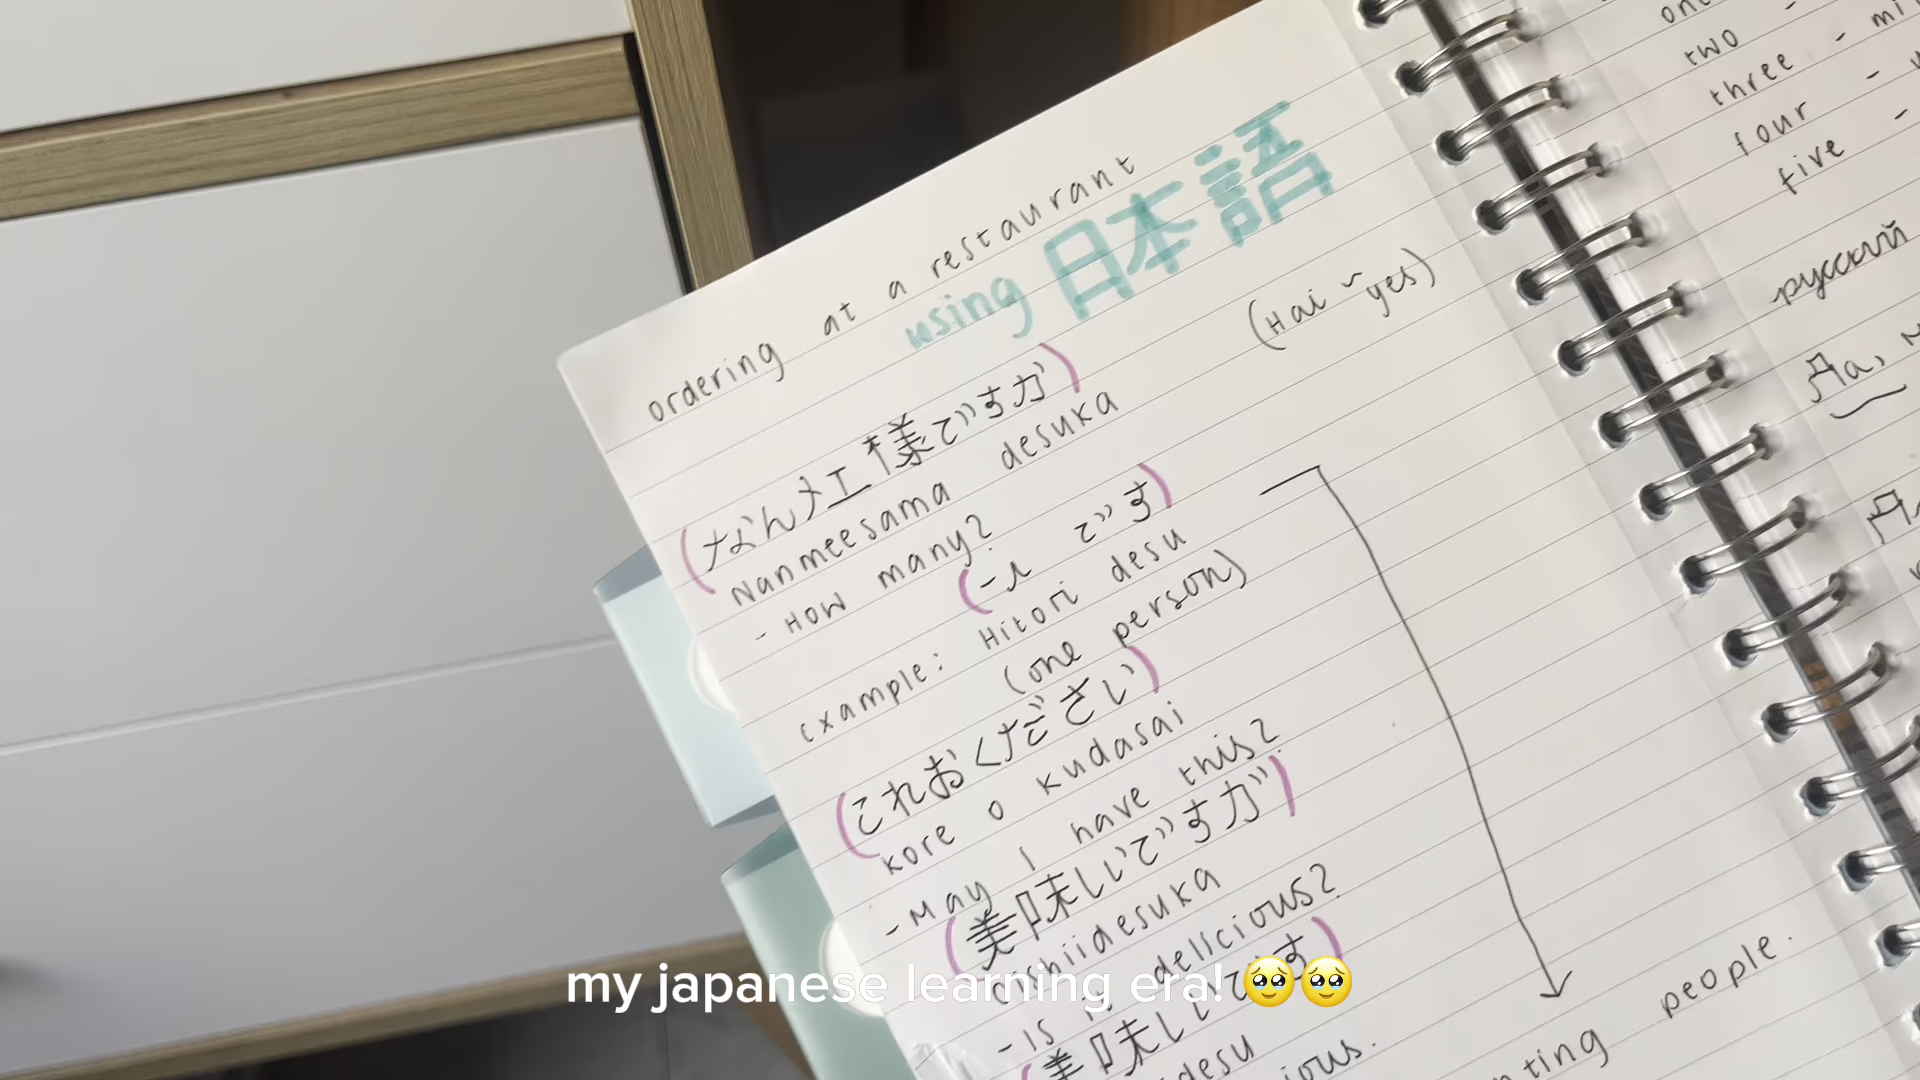 ordering at a restaurant
using 日本語
(Hai ~ yes)
(なんメエ様ですか)
Nanmeesama desuka
- How many?
(-人 です)
example: Hitori desu
(one person)
(これおください)
kore o kudasai
- May I have this?
(美味しいですか)
oishiidesuka
- Is it delicious?
(美味しいです)
desu
people.
one
two -
three - mi
four -
five -
русский
Да,
my japanese learning era! 🥹🥹